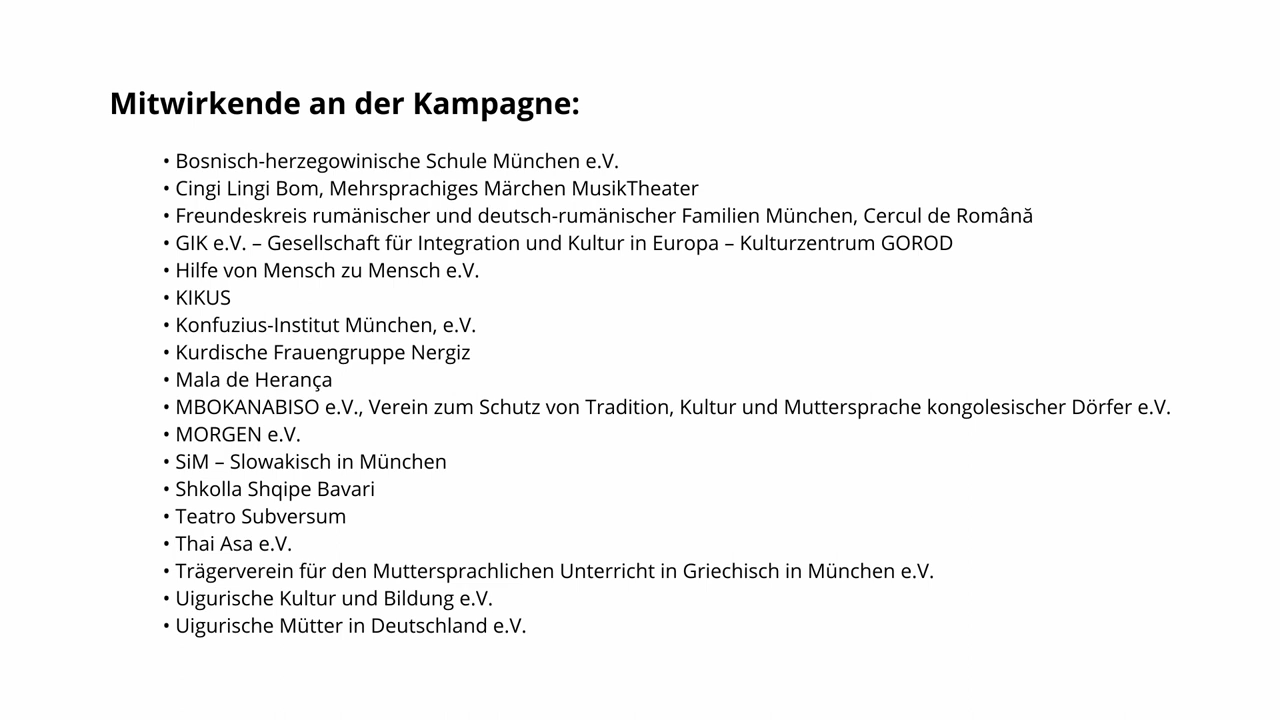 Mitwirkende an der Kampagne:
• Bosnisch-herzegowinische Schule München e.V.
• Cingi Lingi Bom, Mehrsprachiges Märchen MusikTheater
• Freundeskreis rumänischer und deutsch-rumänischer Familien München, Cercul de Română
• GIK e.V. – Gesellschaft für Integration und Kultur in Europa – Kulturzentrum GOROD
• Hilfe von Mensch zu Mensch e.V.
• KIKUS
• Konfuzius-Institut München, e.V.
• Kurdische Frauengruppe Nergiz
• Mala de Herança
• MBOKANABISO e.V., Verein zum Schutz von Tradition, Kultur und Muttersprache kongolesischer Dörfer e.V.
• MORGEN e.V.
• SiM – Slowakisch in München
• Shkolla Shqipe Bavari
• Teatro Subversum
• Thai Asa e.V.
• Trägerverein für den Muttersprachlichen Unterricht in Griechisch in München e.V.
• Uigurische Kultur und Bildung e.V.
• Uigurische Mütter in Deutschland e.V.